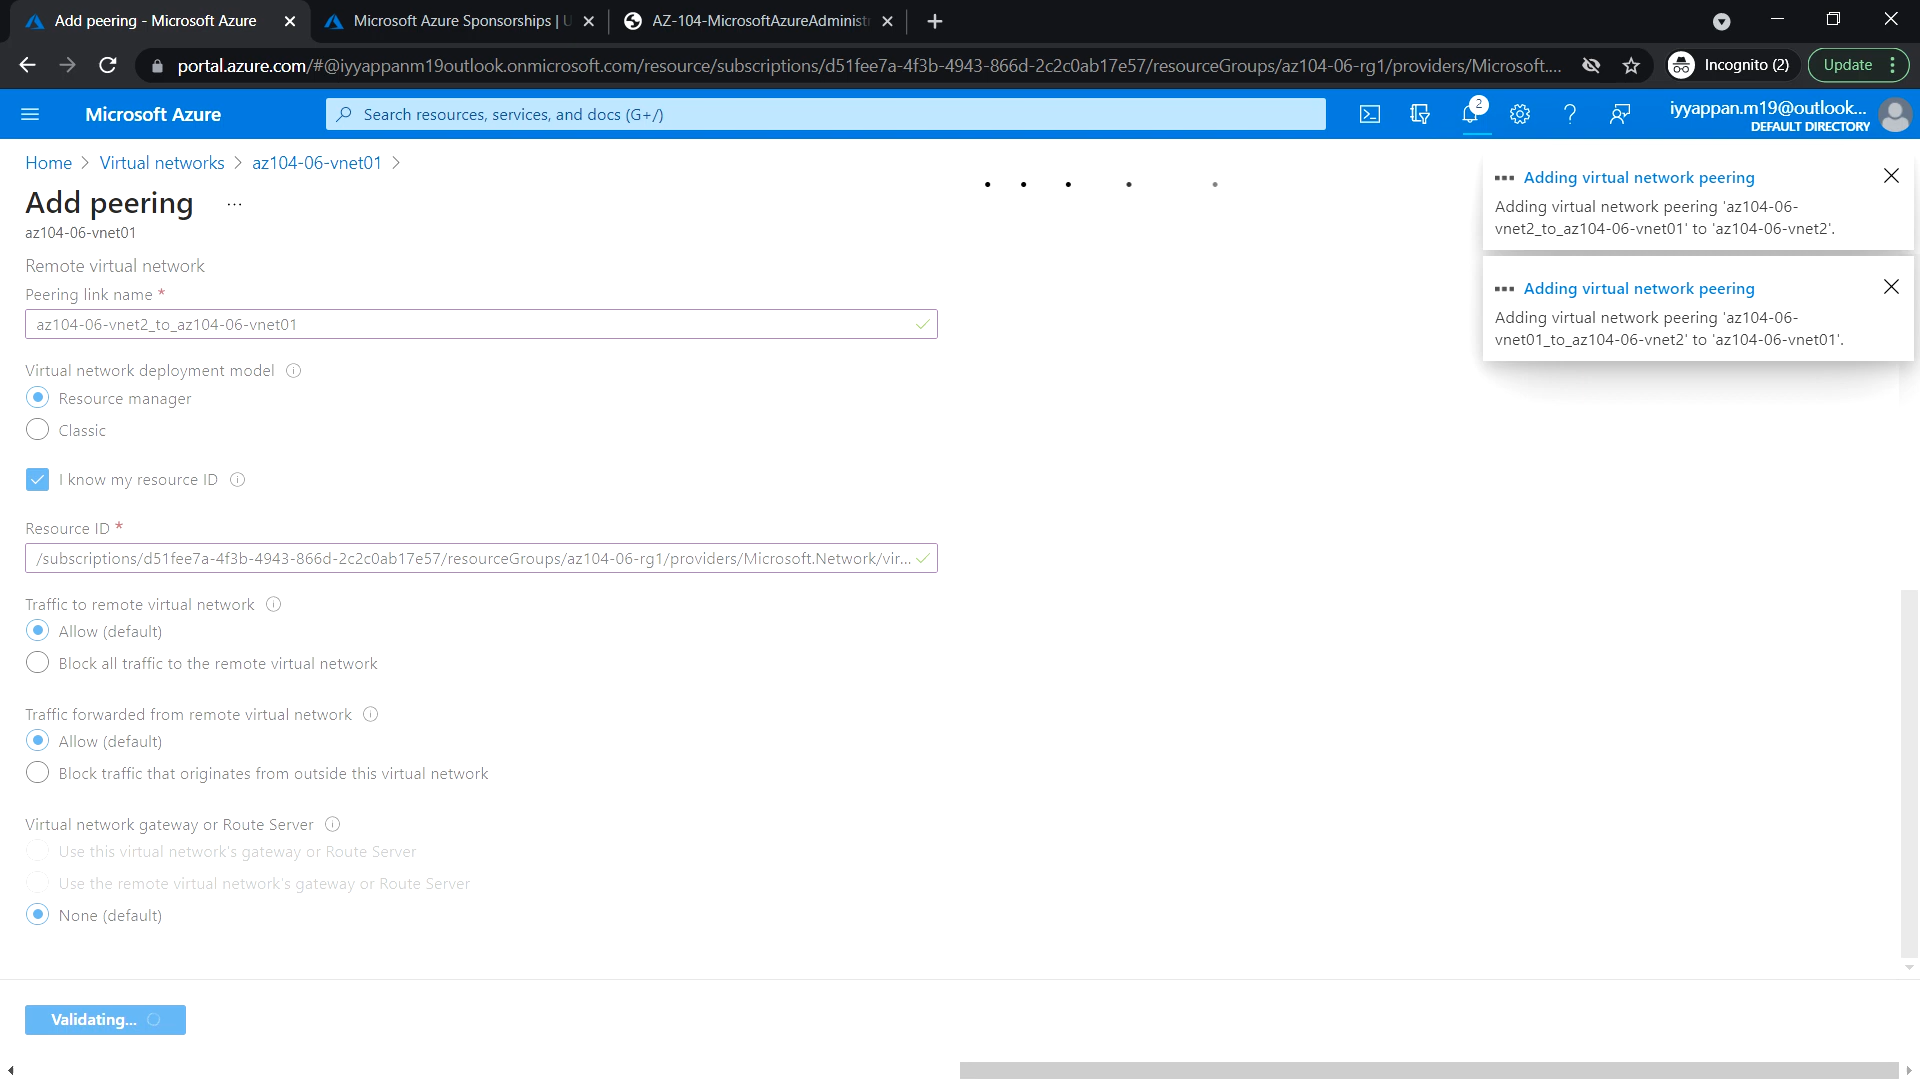 Add peering - Microsoft Azure
Microsoft Azure Sponsorships | U
AZ-104-MicrosoftAzureAdminist
portal.azure.com/#@iyyappanm19outlook.onmicrosoft.com/resource/subscriptions/d51fee7a-4f3b-4943-866d-2c2c0ab17e57/resourceGroups/az104-06-rg1/providers/Microsoft....
Incognito (2)
Update
Microsoft Azure
Search resources, services, and docs (G+/)
2
iyyappan.m19@outlook...
DEFAULT DIRECTORY
Home > Virtual networks > az104-06-vnet01 >
Add peering ...
az104-06-vnet01
Remote virtual network
Peering link name *
az104-06-vnet2_to_az104-06-vnet01
Virtual network deployment model
Resource manager
Classic
I know my resource ID
Resource ID *
/subscriptions/d51fee7a-4f3b-4943-866d-2c2c0ab17e57/resourceGroups/az104-06-rg1/providers/Microsoft.Network/vir...
Traffic to remote virtual network
Allow (default)
Block all traffic to the remote virtual network
Traffic forwarded from remote virtual network
Allow (default)
Block traffic that originates from outside this virtual network
Virtual network gateway or Route Server
Use this virtual network's gateway or Route Server
Use the remote virtual network's gateway or Route Server
None (default)
Validating...
Adding virtual network peering
Adding virtual network peering 'az104-06-
vnet2_to_az104-06-vnet01' to 'az104-06-vnet2'.
Adding virtual network peering
Adding virtual network peering 'az104-06-
vnet01_to_az104-06-vnet2' to 'az104-06-vnet01'.